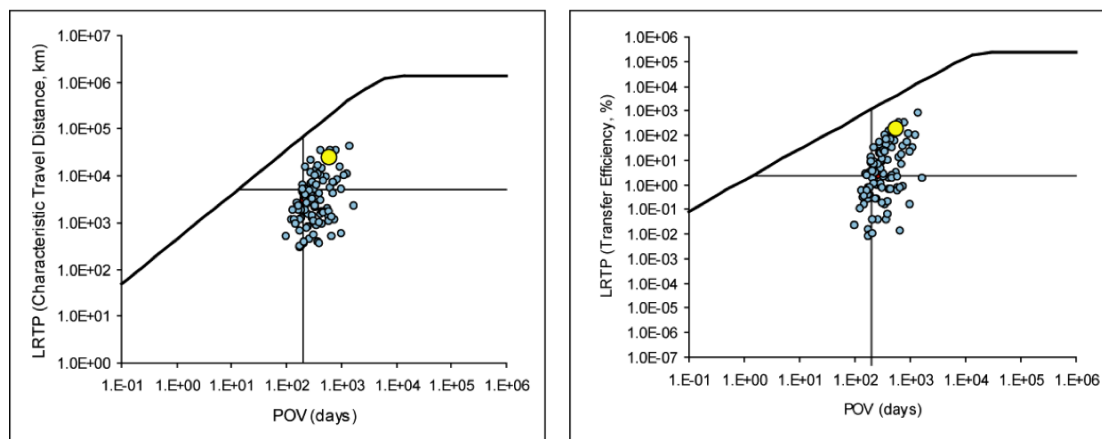 1.0E+07
1.0E+06
1.0E+05
1.0E+04
1.0E+03
1.0E+02
1.0E+01
1.0E+00
LRTP (Characteristic Travel Distance, km)
1.E-01 1.E+00 1.E+01 1.E+02 1.E+03 1.E+04 1.E+05 1.E+06
POV (days)
1.0E+06
1.0E+05
1.0E+04
1.0E+03
1.0E+02
1.0E+01
1.0E+00
1.0E-01
1.0E-02
1.0E-03
1.0E-04
1.0E-05
1.0E-06
1.0E-07
LRTP (Transfer Efficiency, %)
1.E-01 1.E+00 1.E+01 1.E+02 1.E+03 1.E+04 1.E+05 1.E+06
POV (days)